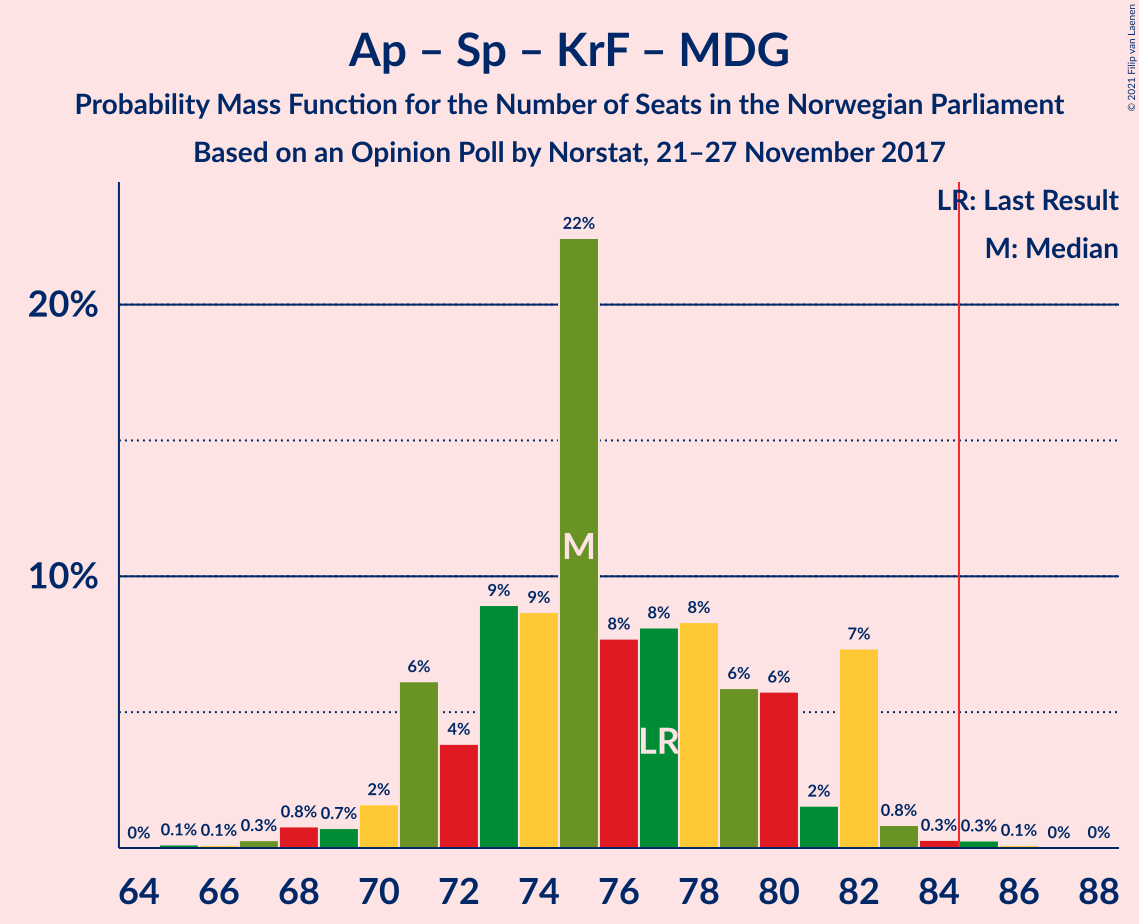 Ap – Sp – KrF – MDG
Probability Mass Function for the Number of Seats in the Norwegian Parliament
Based on an Opinion Poll by Norstat, 21–27 November 2017
© 2021 Filip van Laenen
LR: Last Result
M: Median
20%
10%
0% 0.1% 0.1% 0.3% 0.8% 0.7% 2% 6% 4% 9% 9% 22% 8% 8% 8% 6% 6% 2% 7% 0.8% 0.3% 0.3% 0.1% 0% 0%
M
LR
64 66 68 70 72 74 76 78 80 82 84 86 88